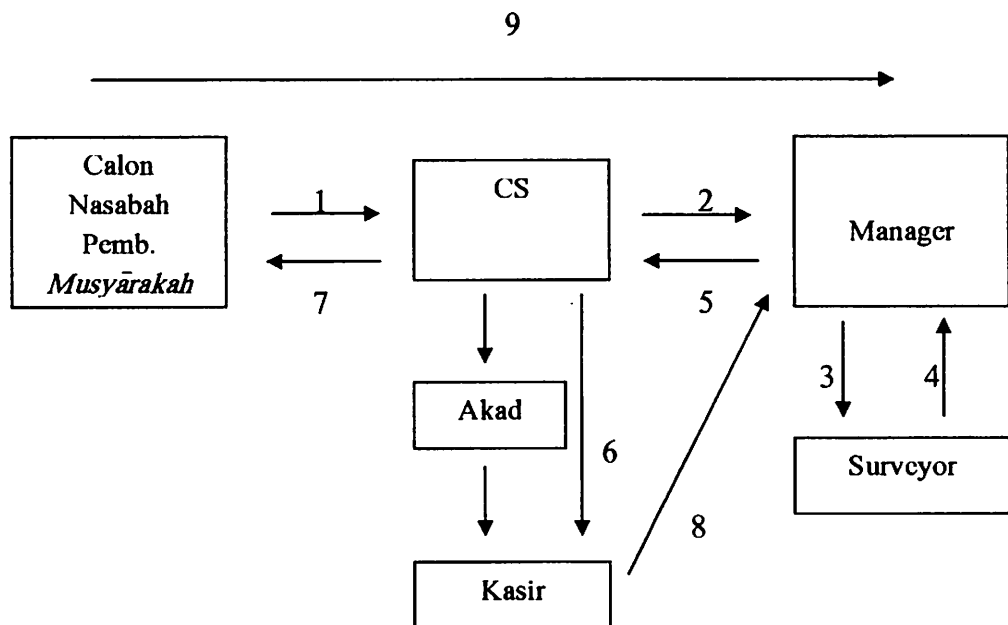 9
Calon
Nasabah
Pemb.
Musyārakah
1
7
CS
2
5
Manager
3
4
Akad
6
Surveyor
8
Kasir